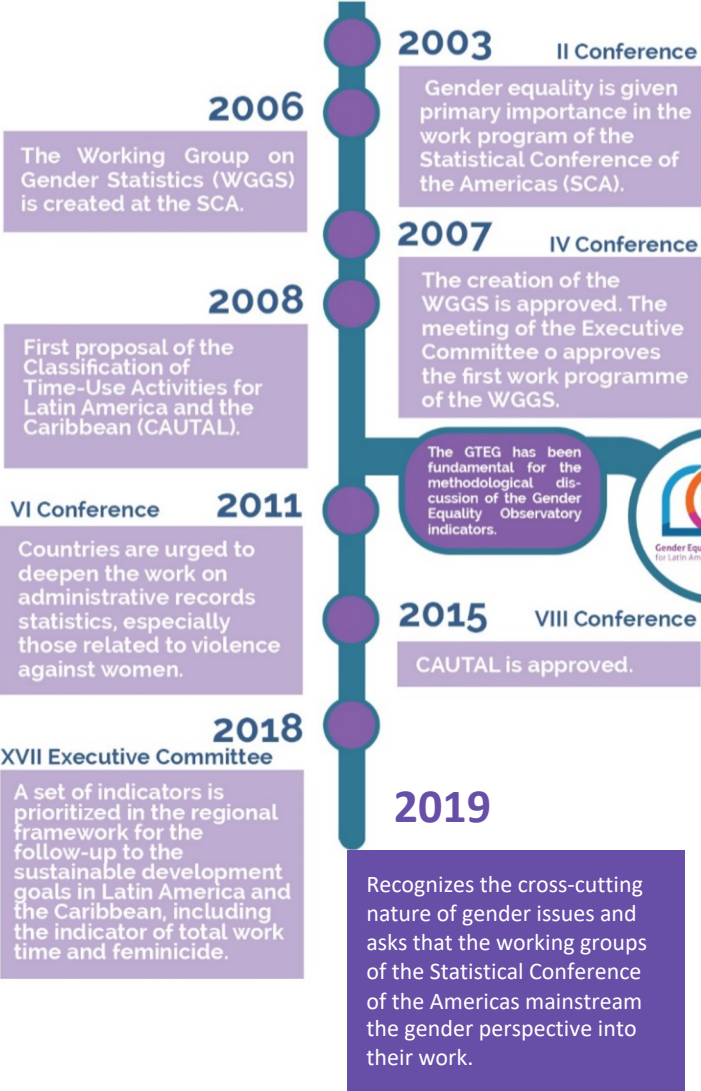 2003 II Conference
Gender equality is given
primary importance in the
work program of the
Statistical Conference of
the Americas (SCA).
2006
The Working Group on
Gender Statistics (WGGS)
is created at the SCA.
2007 IV Conference
The creation of the
WGGS is approved. The
meeting of the Executive
Committee o approves
the first work programme
of the WGGS.
2008
First proposal of the
Classification of
Time-Use Activities for
Latin America and the
Caribbean (CAUTAL).
The GTEG has been
fundamental for the
methodological dis-
cussion of the Gender
Equality Observatory
indicators.
Gender Equ
for Latin Am
VI Conference 2011
Countries are urged to
deepen the work on
administrative records
statistics, especially
those related to violence
against women.
2015 VIII Conference
CAUTAL is approved.
2018
XVII Executive Committee
A set of indicators is
prioritized in the regional
framework for the
follow-up to the
sustainable development
goals in Latin America and
the Caribbean, including
the indicator of total work
time and feminicide.
2019
Recognizes the cross-cutting
nature of gender issues and
asks that the working groups
of the Statistical Conference
of the Americas mainstream
the gender perspective into
their work.